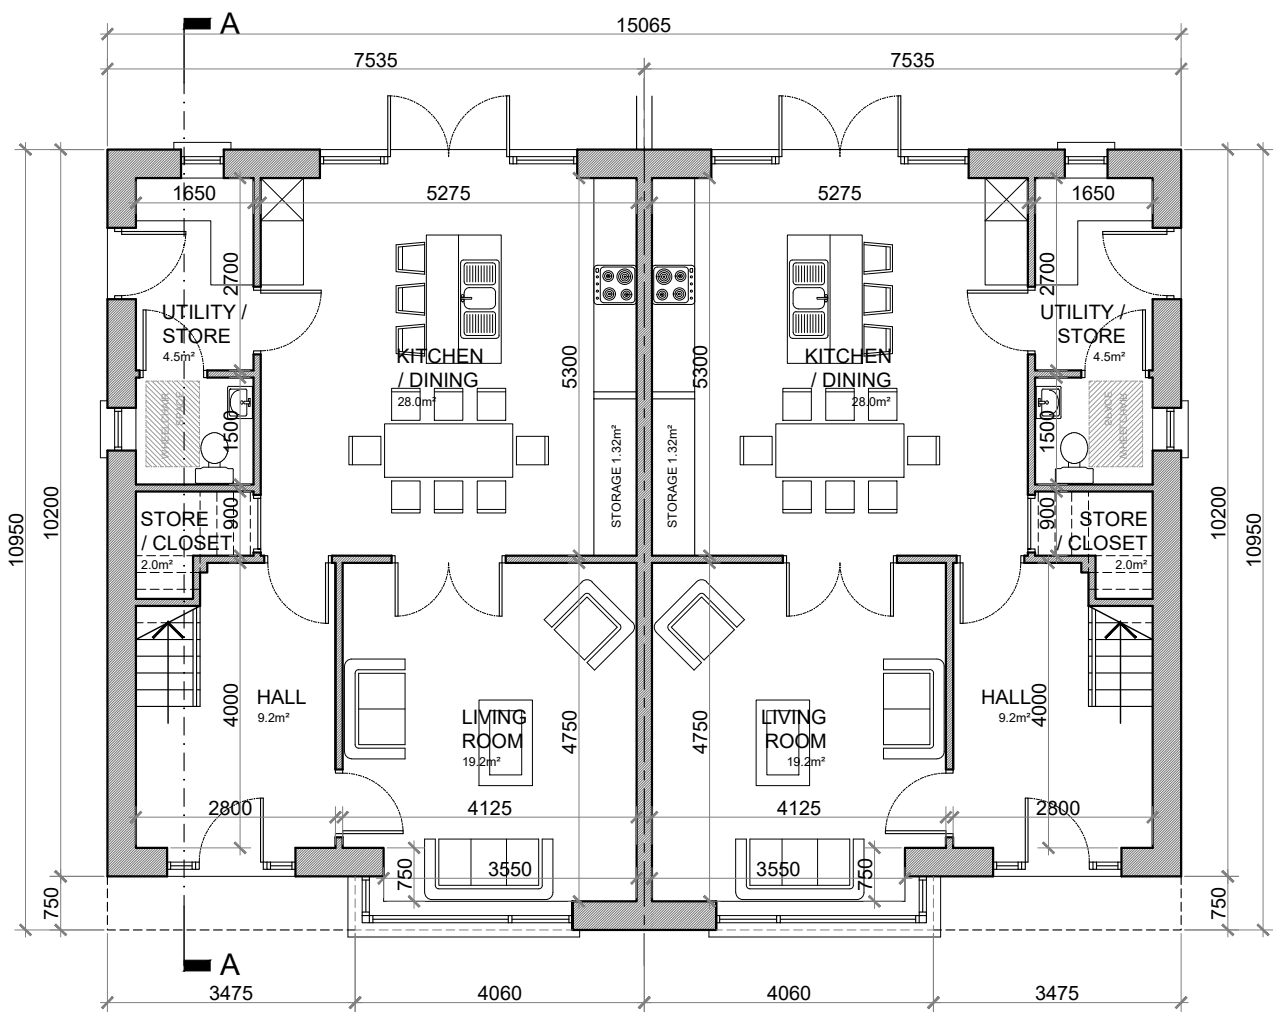 A
15065
7535
7535
1650
5275
5275
1650
2700
2700
UTILITY /
STORE
4.5m²
UTILITY /
STORE
4.5m²
KITCHEN
/ DINING
28.0m²
KITCHEN
/ DINING
28.0m²
5300
5300
WHEELCHAIR
SPACE
WHEELCHAIR
SPACE
1500
1500
STORAGE 1.32m²
STORAGE 1.32m²
10950
10200
10200
10950
STORE
/ CLOSET
2.0m²
STORE
/ CLOSET
2.0m²
900
900
HALL
9.2m²
HALL
9.2m²
4000
4000
LIVING
ROOM
19.2m²
LIVING
ROOM
19.2m²
4750
4750
2800
4125
4125
2800
750
3550
3550
750
750
750
A
3475
4060
4060
3475